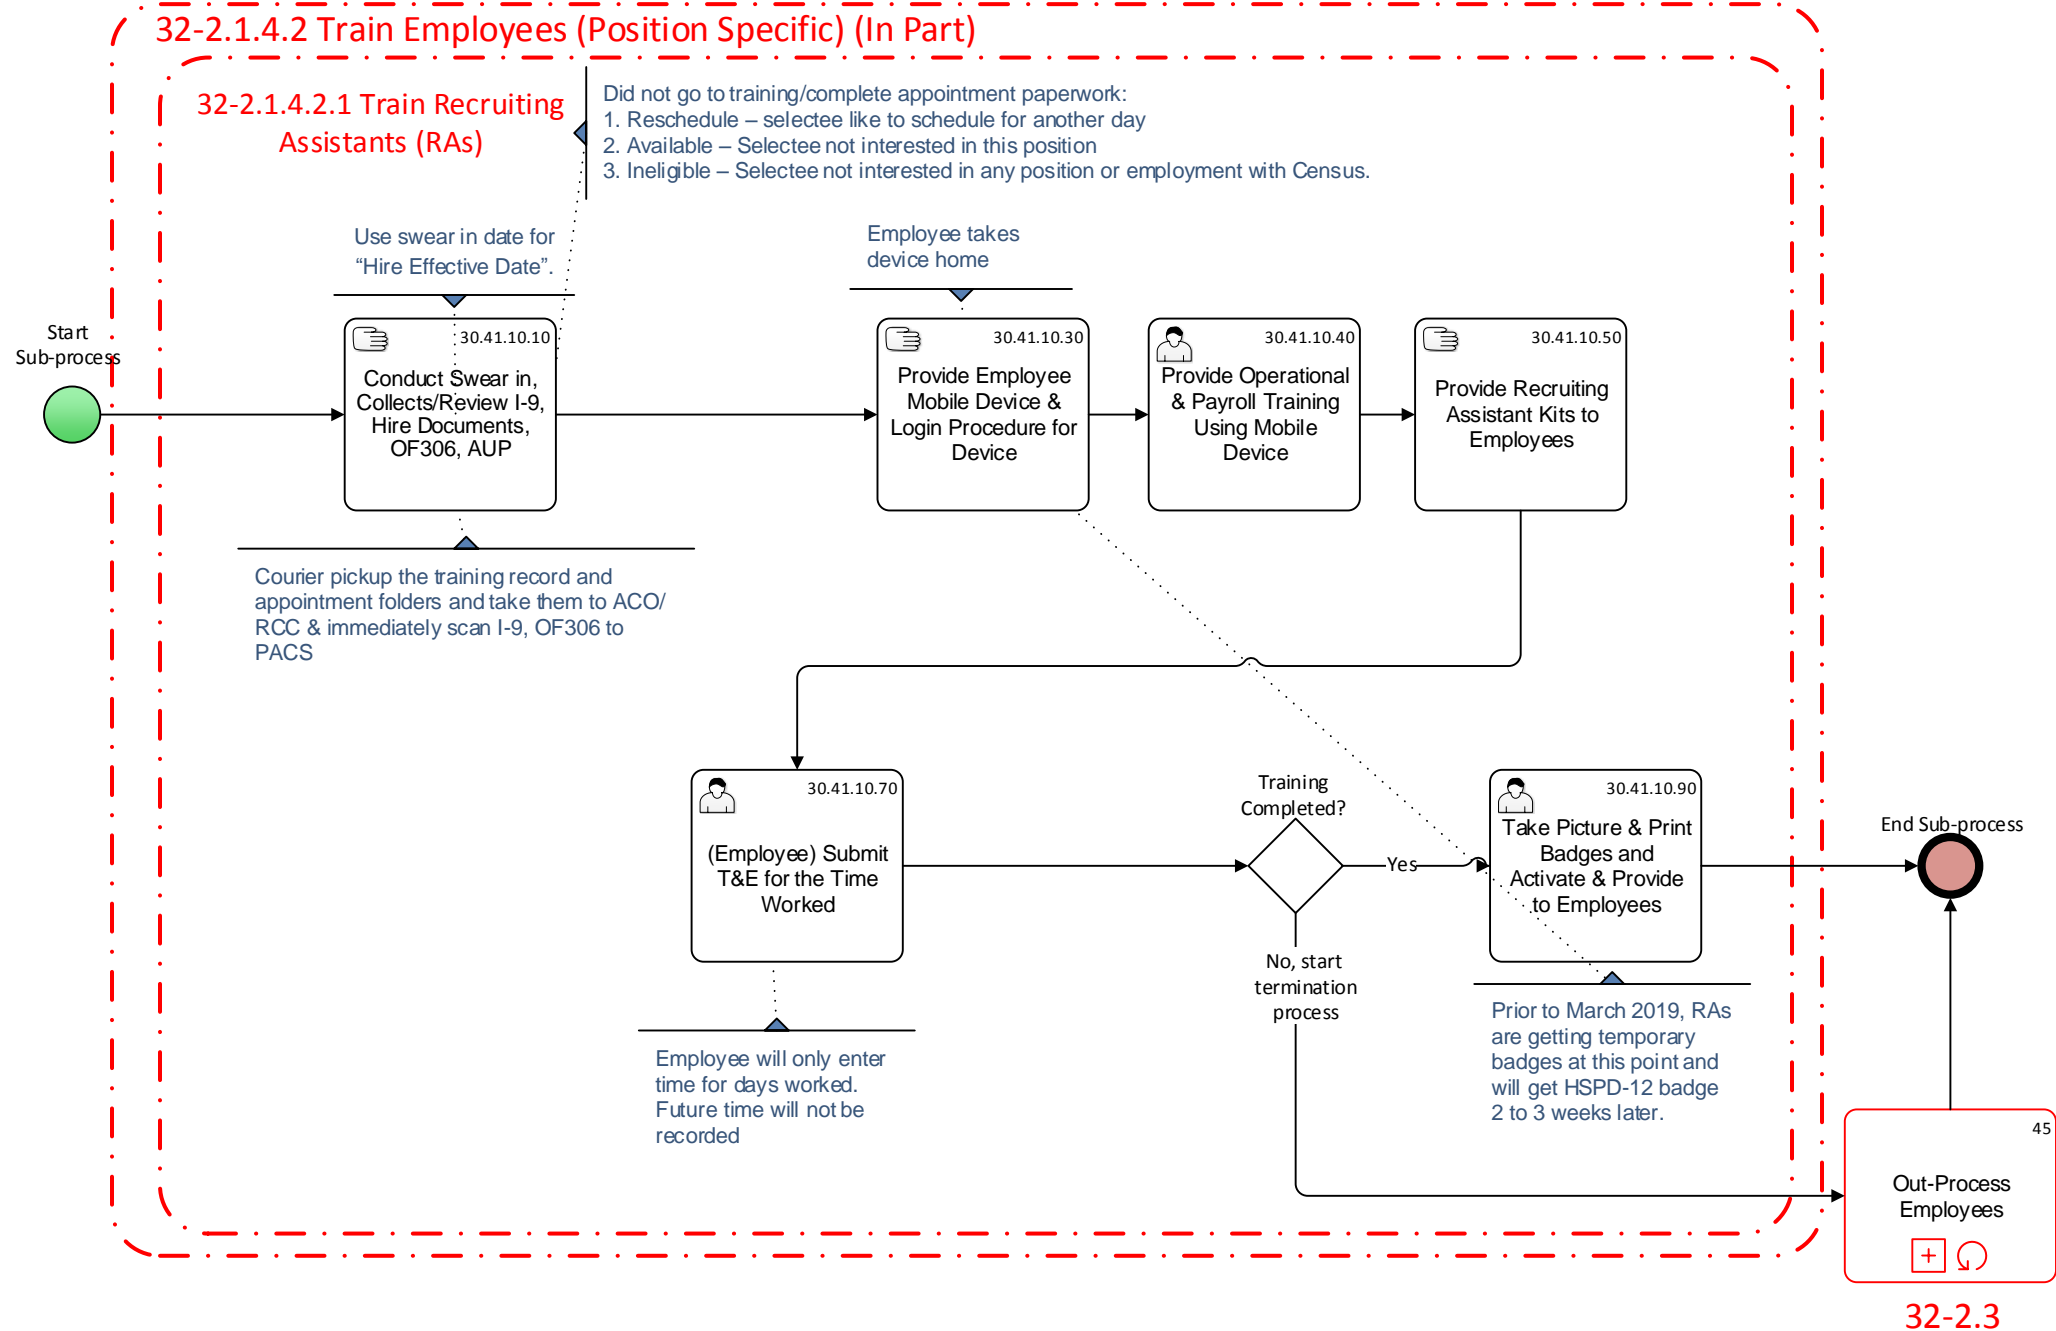 32-2.1.4.2 Train Employees (Position Specific) (In Part)
32-2.1.4.2.1 Train Recruiting
Assistants (RAs)
Did not go to training/complete appointment paperwork:
1. Reschedule – selectee like to schedule for another day
2. Available – Selectee not interested in this position
3. Ineligible – Selectee not interested in any position or employment with Census.
Use swear in date for
“Hire Effective Date”.
Employee takes
device home
Start
Sub-process
30.41.10.10
Conduct Swear in,
Collects/Review I-9,
Hire Documents,
OF306, AUP
30.41.10.30
Provide Employee
Mobile Device &
Login Procedure for
Device
30.41.10.40
Provide Operational
& Payroll Training
Using Mobile
Device
30.41.10.50
Provide Recruiting
Assistant Kits to
Employees
Courier pickup the training record and
appointment folders and take them to ACO/
RCC & immediately scan I-9, OF306 to
PACS
30.41.10.70
(Employee) Submit
T&E for the Time
Worked
Training
Completed?
Yes
30.41.10.90
Take Picture & Print
Badges and
Activate & Provide
to Employees
End Sub-process
No, start
termination
process
Employee will only enter
time for days worked.
Future time will not be
recorded
Prior to March 2019, RAs
are getting temporary
badges at this point and
will get HSPD-12 badge
2 to 3 weeks later.
45
Out-Process
Employees
32-2.3